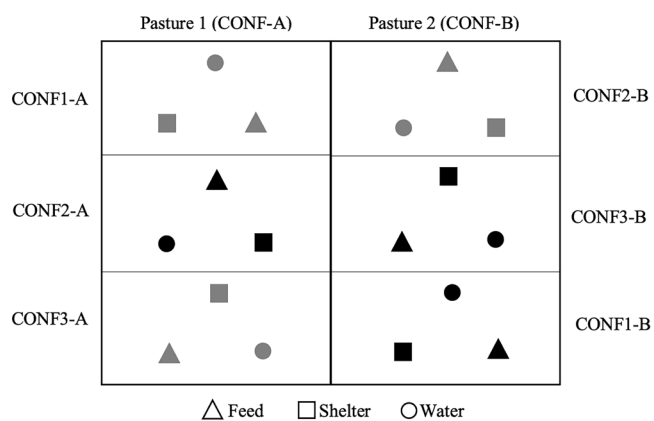 Pasture 1 (CONF-A)
Pasture 2 (CONF-B)
CONF1-A
CONF2-B
CONF2-A
CONF3-B
CONF3-A
CONF1-B
Feed
Shelter
Water